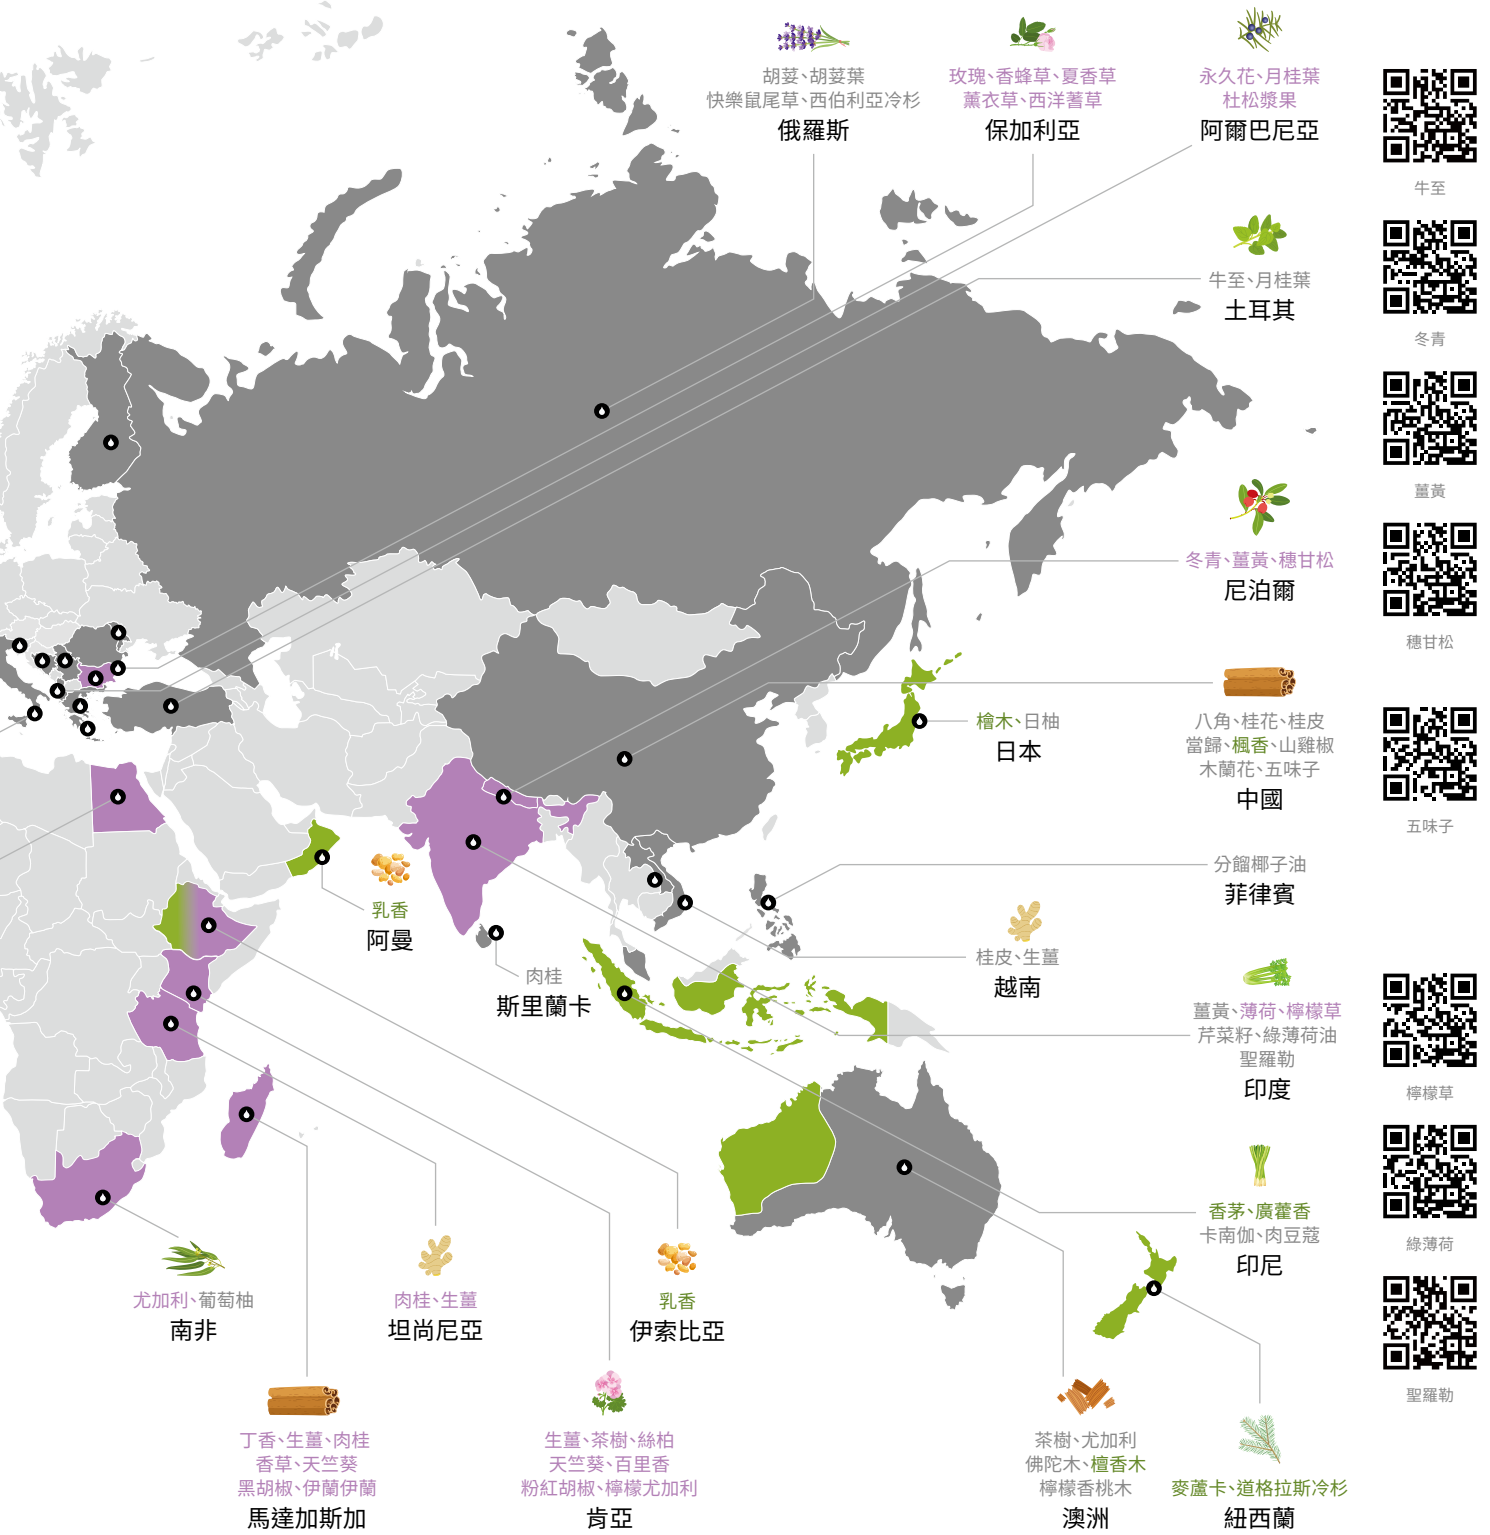 胡荽、胡荽葉
快樂鼠尾草、西伯利亞冷杉
俄羅斯
玫瑰、香蜂草、夏香草
薰衣草、西洋蓍草
保加利亞
永久花、月桂葉
杜松漿果
阿爾巴尼亞
牛至
牛至、月桂葉
土耳其
冬青
薑黃
冬青、薑黃、穗甘松
尼泊爾
穗甘松
檜木、日柚
日本
八角、桂花、桂皮
當歸、楓香、山雞椒
木蘭花、五味子
中國
五味子
分餾椰子油
菲律賓
乳香
阿曼
肉桂
斯里蘭卡
桂皮、生薑
越南
薑黃、薄荷、檸檬草
芹菜籽、綠薄荷油
聖羅勒
印度
檸檬草
香茅、廣藿香
卡南伽、肉豆蔻
印尼
綠薄荷
尤加利、葡萄柚
南非
肉桂、生薑
坦尚尼亞
乳香
伊索比亞
聖羅勒
丁香、生薑、肉桂
香草、天竺葵
黑胡椒、伊蘭伊蘭
馬達加斯加
生薑、茶樹、絲柏
天竺葵、百里香
粉紅胡椒、檸檬尤加利
肯亞
茶樹、尤加利
佛陀木、檀香木
檸檬香桃木
澳洲
麥蘆卡、道格拉斯冷杉
紐西蘭